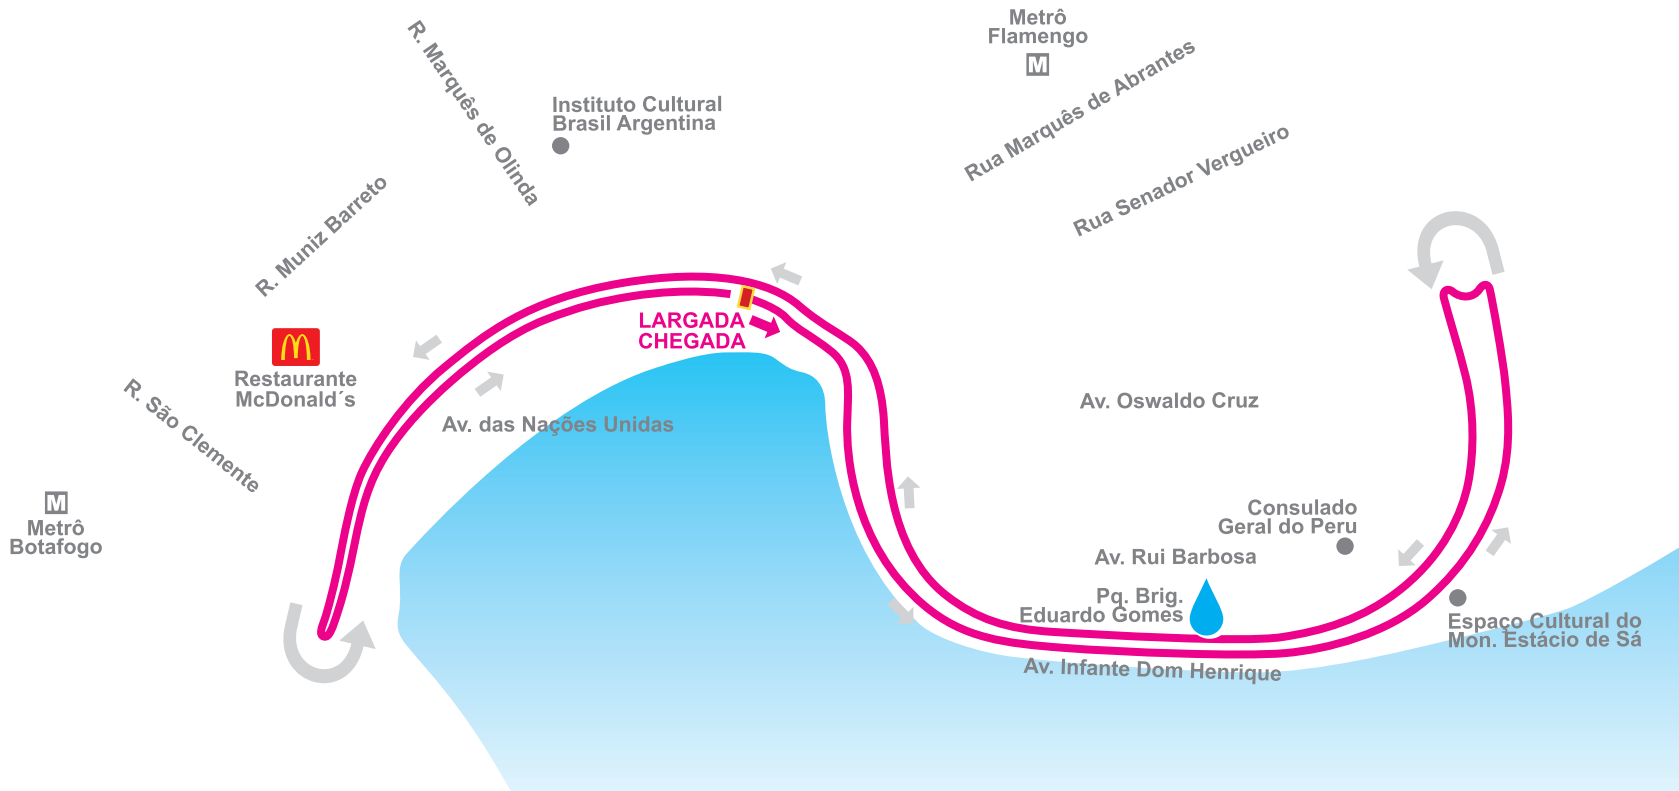 Metrô
Flamengo
M
R. Marquês de Olinda
Instituto Cultural
Brasil Argentina
Rua Marquês de Abrantes
Rua Senador Vergueiro
R. Muniz Barreto
LARGADA
CHEGADA
Restaurante
McDonald´s
R. São Clemente
Av. das Nações Unidas
Av. Oswaldo Cruz
M
Metrô
Botafogo
Consulado
Geral do Peru
Av. Rui Barbosa
Pq. Brig.
Eduardo Gomes
Espaço Cultural do
Mon. Estácio de Sá
Av. Infante Dom Henrique